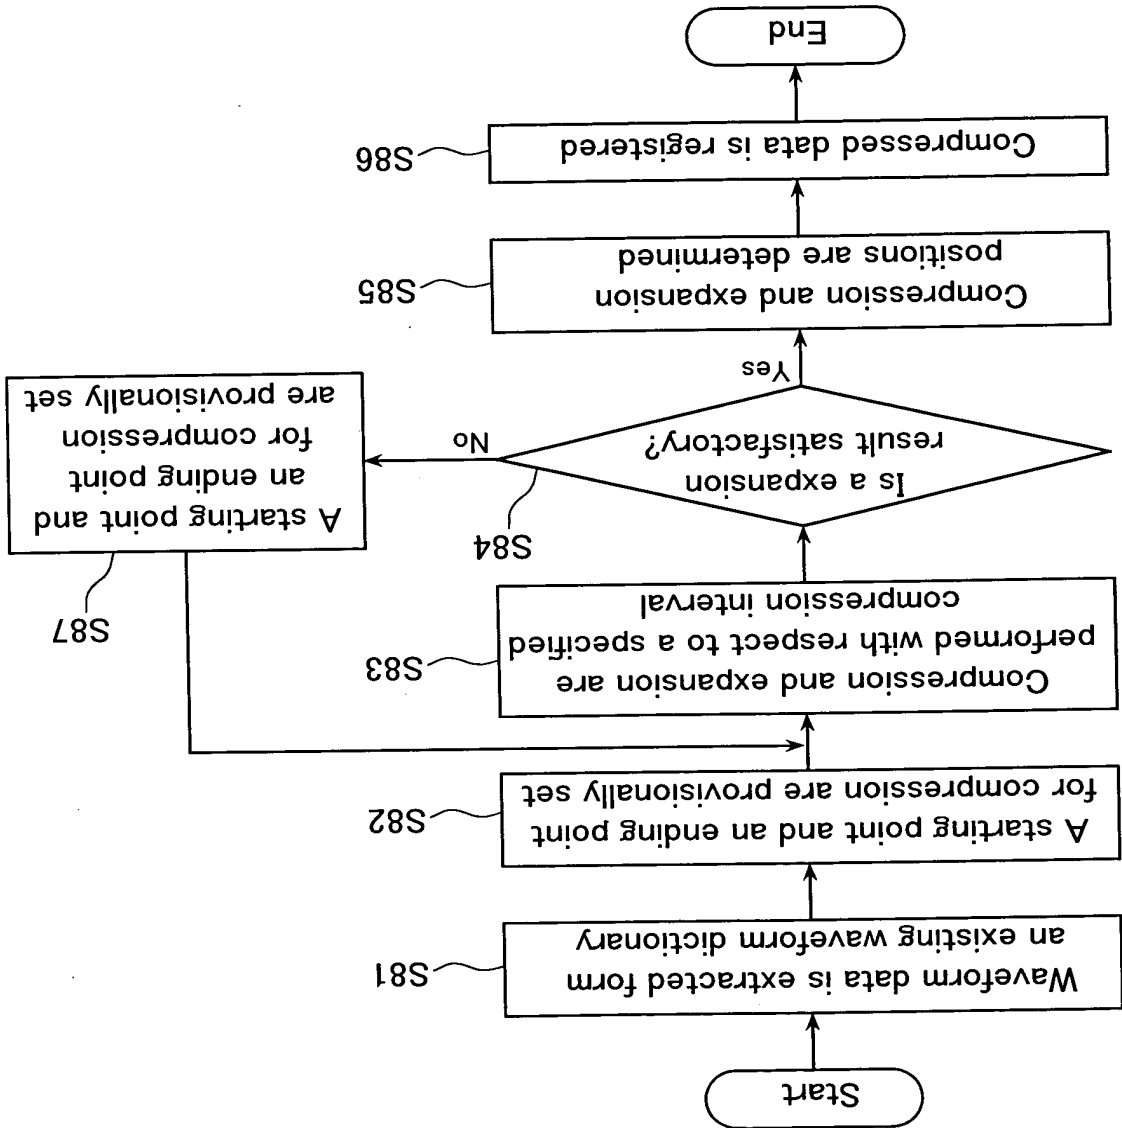 Start
Waveform data is extracted form
an existing waveform dictionary
S81
A starting point and an ending point
for compression are provisionally set
S82
Compression and expansion are
performed with respect to a specified
compression interval
S83
Is a expansion
result satisfactory?
S84
No
Yes
A starting point and
an ending point
for compression
are provisionally set
S87
Compression and expansion
positions are determined
S85
Compressed data is registered
S86
End